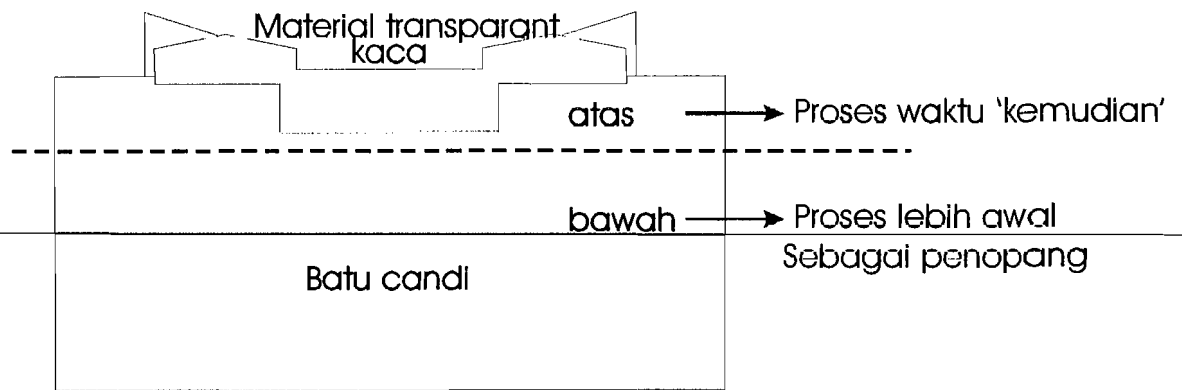 Material transparant
kaca
atas
Proses waktu 'kemudian'
bawah
Proses lebih awal
Sebagai penopang
Batu candi